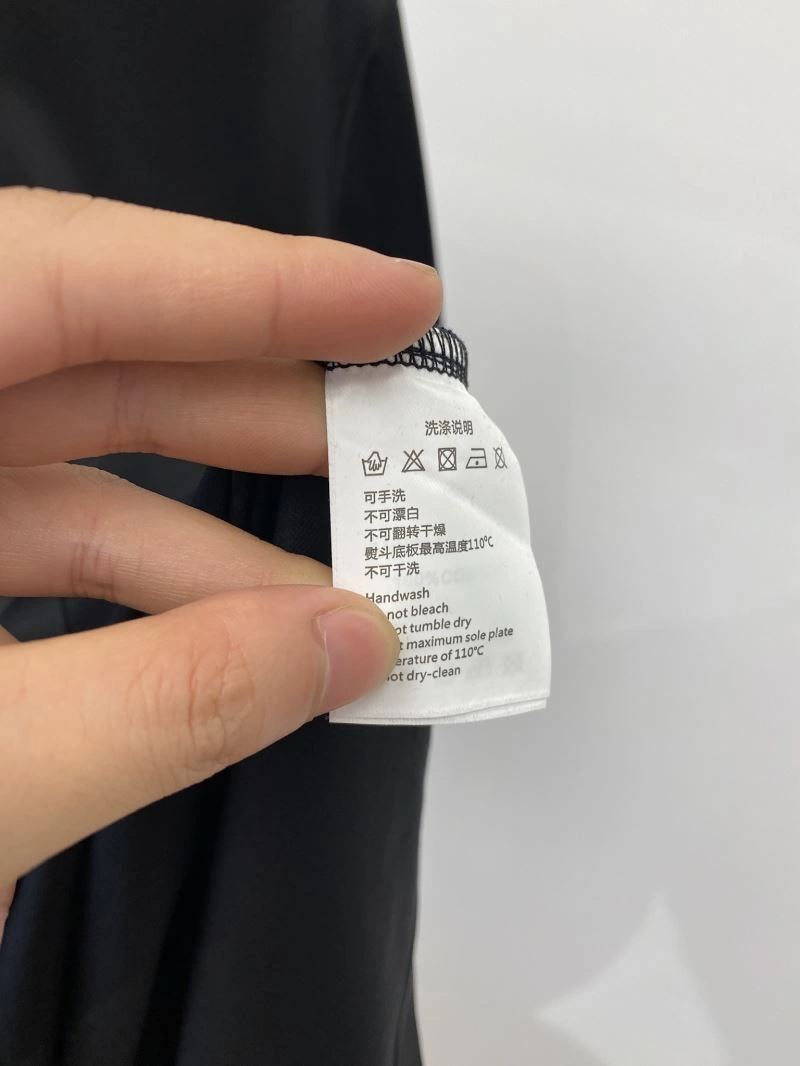 洗涤说明
可手洗
不可漂白
不可翻转干燥
熨斗底板最高温度110℃
不可干洗
Handwash
not bleach
tumble dry
maximum sole plate
of 110℃
dry-clean